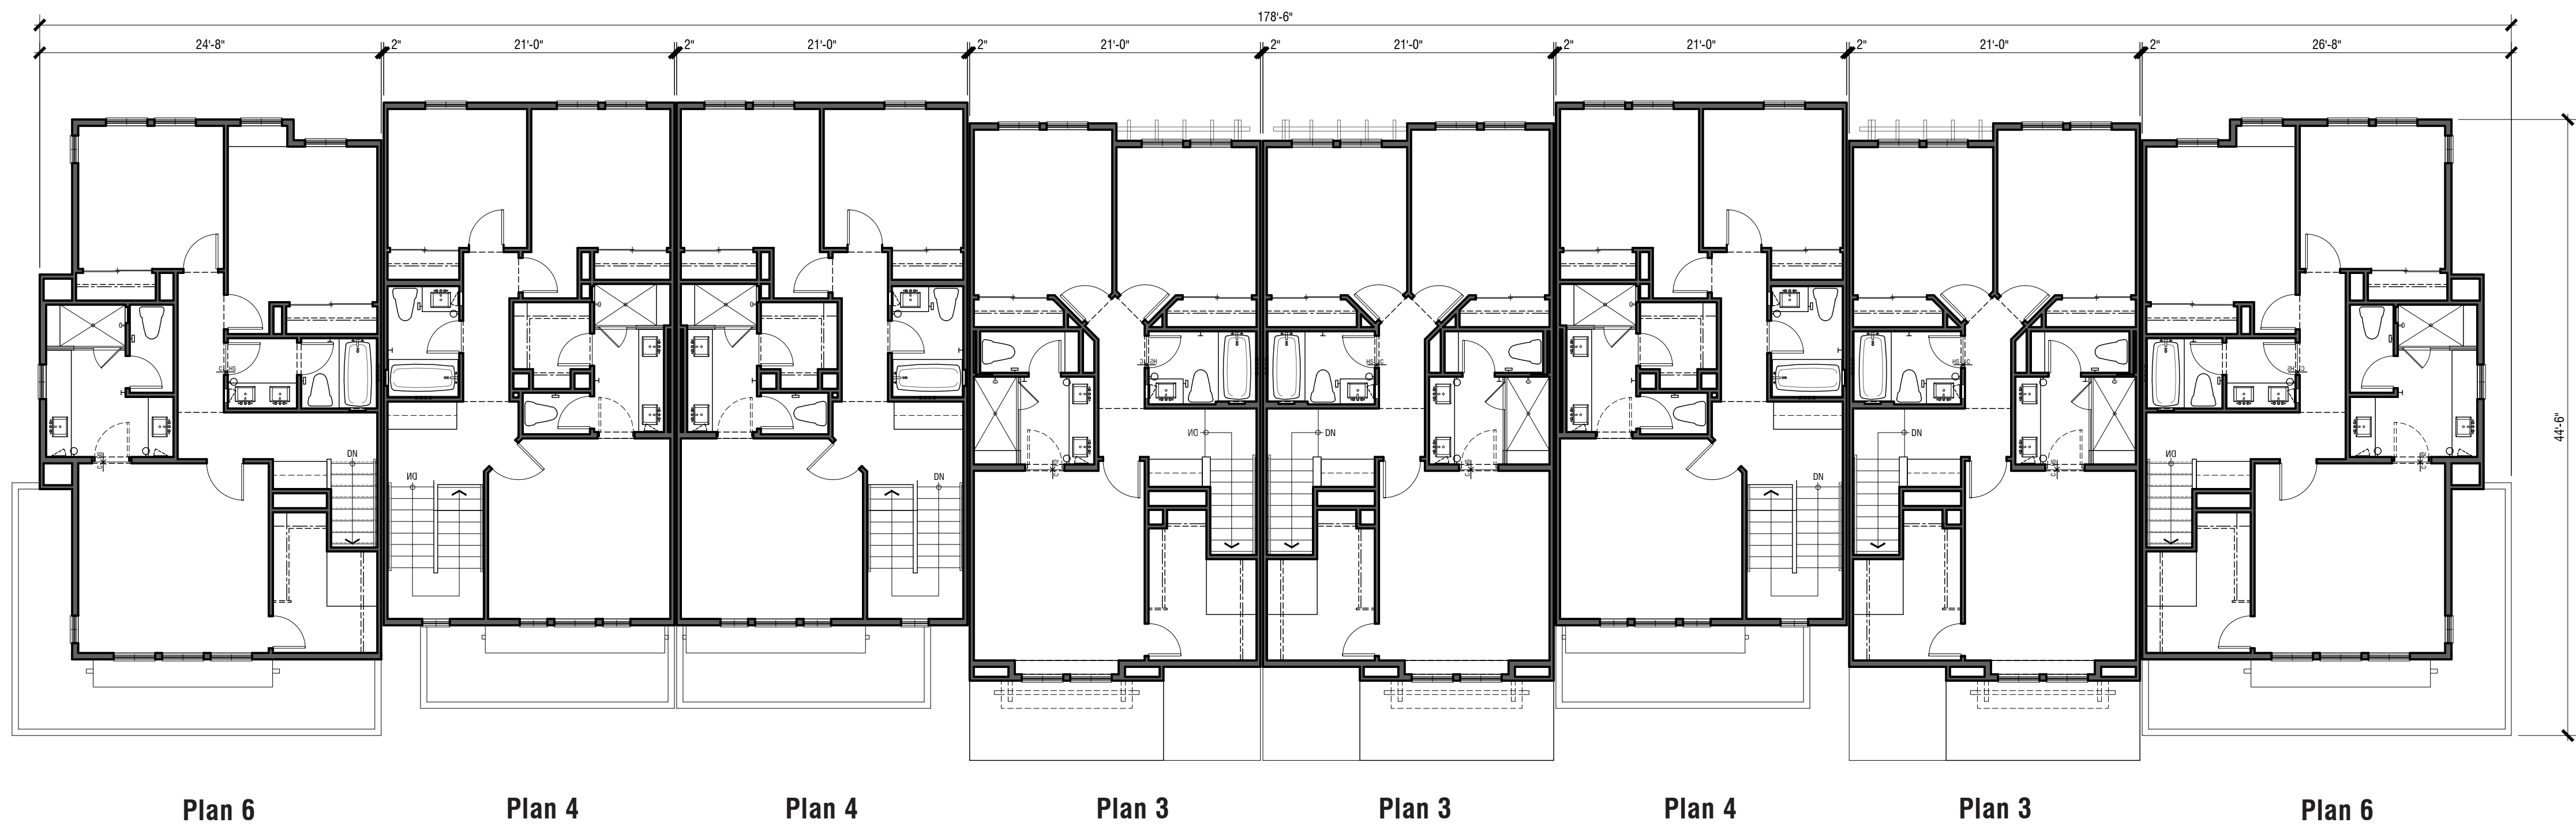 178'-6"
24'-8" 2" 21'-0" 2" 21'-0" 2" 21'-0" 2" 21'-0" 2" 21'-0" 2" 21'-0" 2" 26'-8"
44'-6"
DN DN DN DN DN DN DN DN
Plan 6 Plan 4 Plan 4 Plan 3 Plan 3 Plan 4 Plan 3 Plan 6